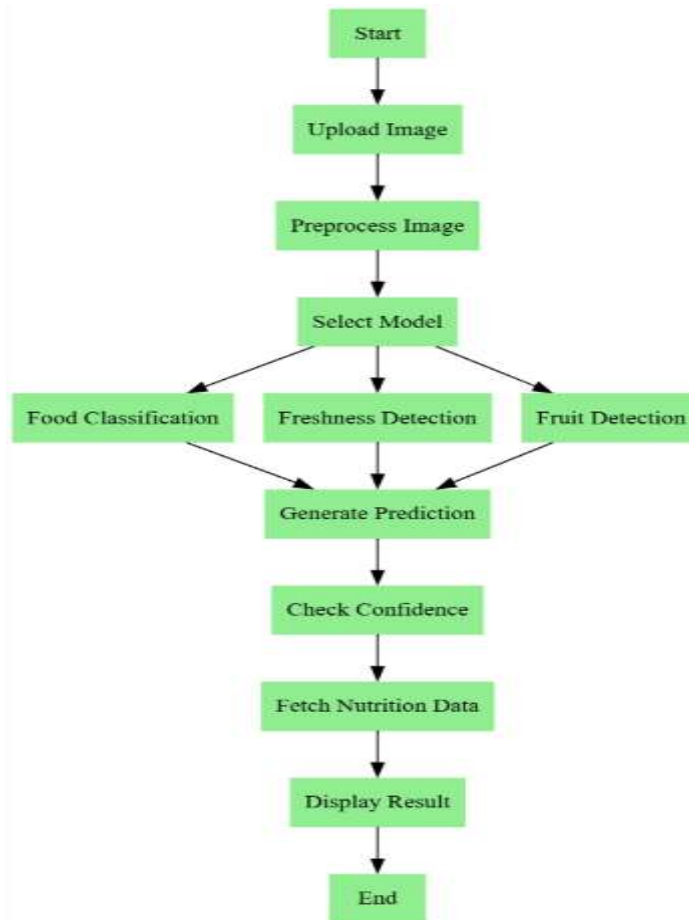 Start
Upload Image
Preprocess Image
Select Model
Food Classification
Freshness Detection
Fruit Detection
Generate Prediction
Check Confidence
Fetch Nutrition Data
Display Result
End